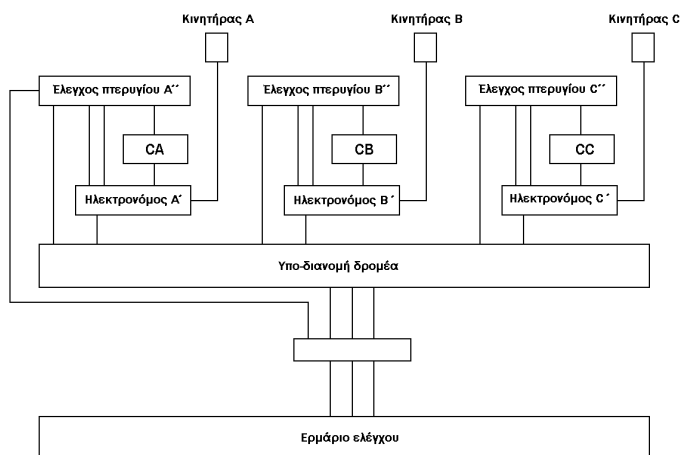 Κινητήρας A
Κινητήρας B
Κινητήρας C
Έλεγχος πτερυγίου A´´
Έλεγχος πτερυγίου B´´
Έλεγχος πτερυγίου C´´
CA
CB
CC
Ηλεκτρονόμος A´
Ηλεκτρονόμος B´
Ηλεκτρονόμος C´
Υπο-διανομή δρομέα
Ερμάριο ελέγχου